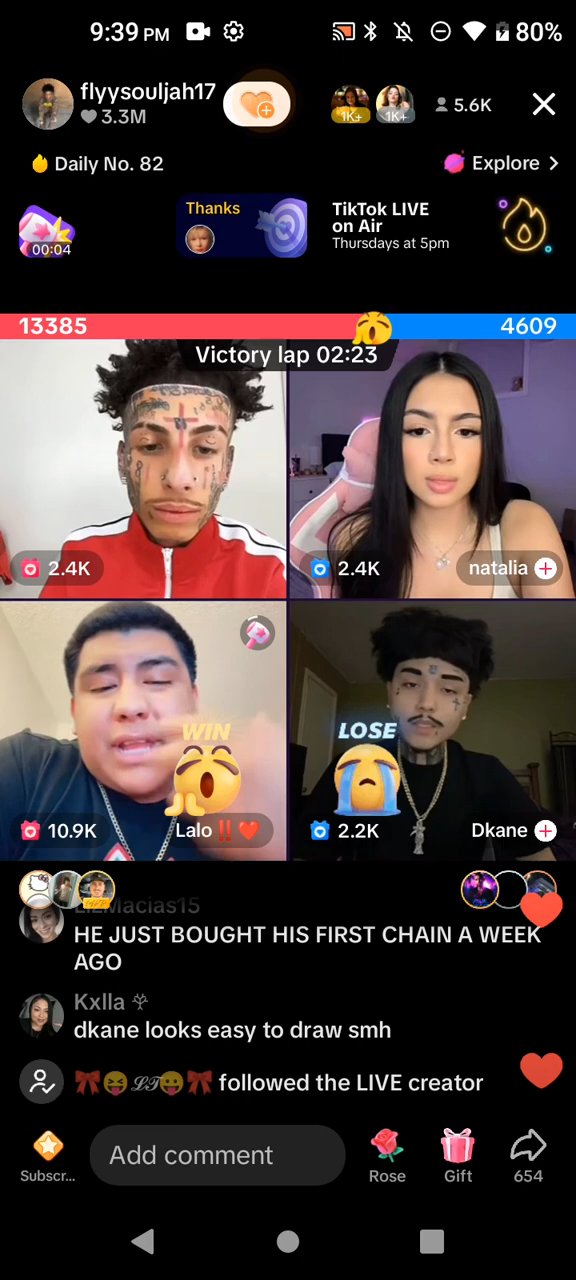 9:39 PM
80%
flyysouljah17
3.3M
1K+
1K+
5.6K
Daily No. 82
Explore
00:04
Thanks
TikTok LIVE
on Air
Thursdays at 5pm
13385
4609
Victory lap 02:23
2.4K
2.4K
natalia
WIN
LOSE
10.9K
Lalo‼️❤️
2.2K
Dkane
LizMacias15
HE JUST BOUGHT HIS FIRST CHAIN A WEEK
AGO
Kxlla
dkane looks easy to draw smh
🎀😝ℒ𝒯😛🎀 followed the LIVE creator
Subscr...
Add comment
Rose
Gift
654